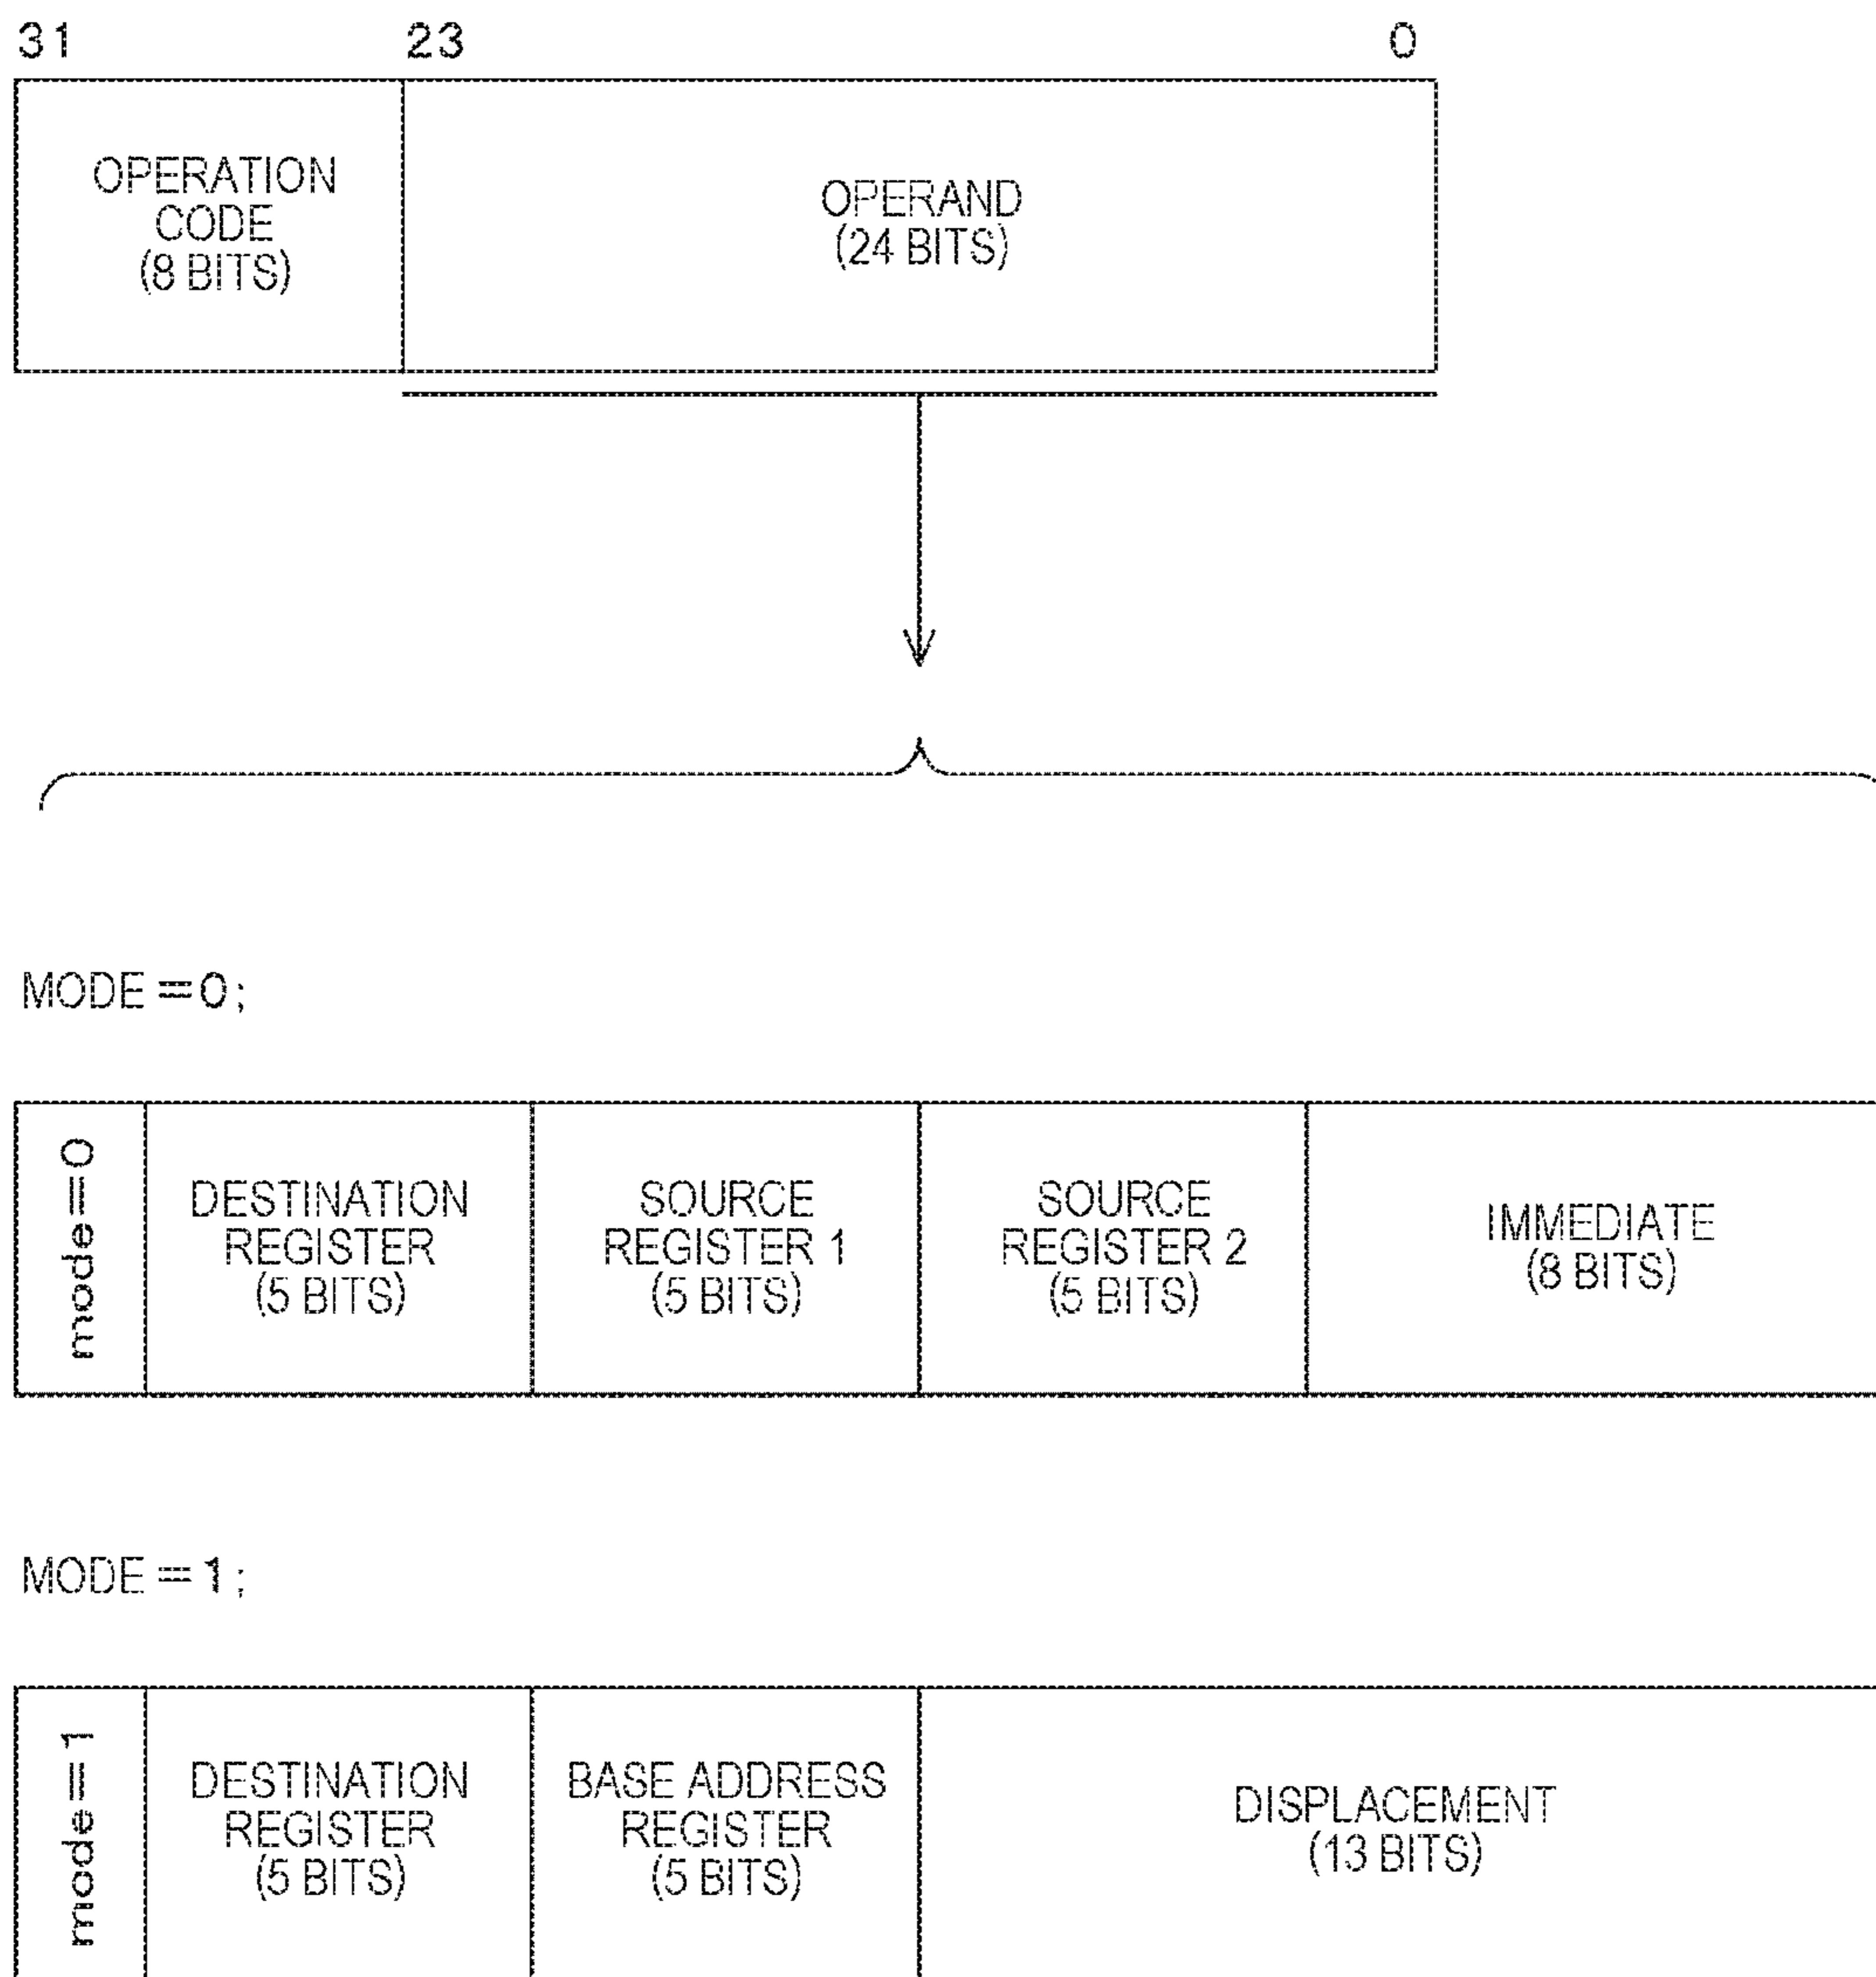 31 23 0
OPERATION
CODE
(8 BITS)
OPERAND
(24 BITS)
MODE == 0 ;
mode==0
DESTINATION
REGISTER
(5 BITS)
SOURCE
REGISTER 1
(5 BITS)
SOURCE
REGISTER 2
(5 BITS)
IMMEDIATE
(8 BITS)
MODE == 1 ;
mode==1
DESTINATION
REGISTER
(5 BITS)
BASE ADDRESS
REGISTER
(5 BITS)
DISPLACEMENT
(13 BITS)